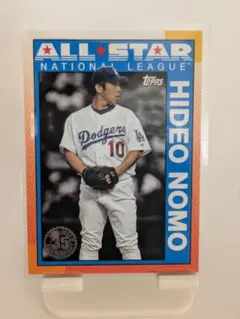 ALL★STAR
NATIONAL LEAGUE
Topps
HIDEO NOMO
Dodgers
LA
10
35